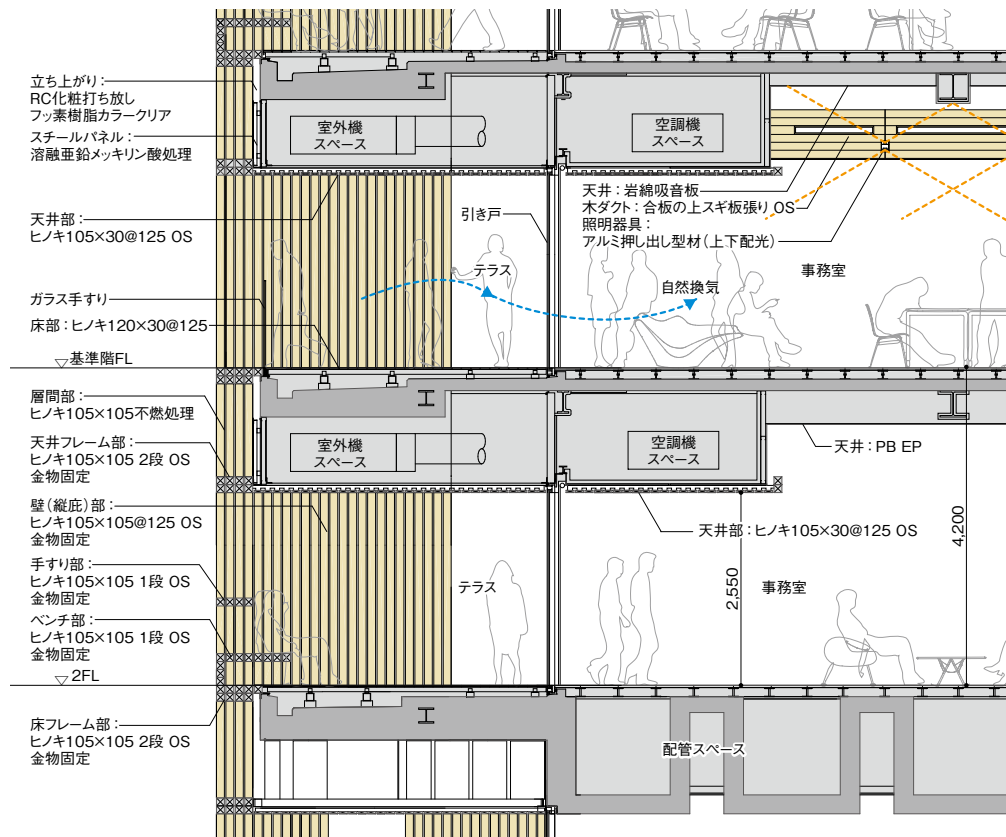 立ち上がり：
RC化粧打ち放し
フッ素樹脂カラークリア
スチールパネル：
溶融亜鉛メッキリン酸処理
天井部：
ヒノキ105×30@125 OS
ガラス手すり
床部：ヒノキ120×30@125
▽基準階FL
層間部：
ヒノキ105×105不燃処理
天井フレーム部：
ヒノキ105×105 2段 OS
金物固定
壁（縦庇）部：
ヒノキ105×105@125 OS
金物固定
手すり部：
ヒノキ105×105 1段 OS
金物固定
ベンチ部：
ヒノキ105×105 1段 OS
金物固定
▽2FL
床フレーム部：
ヒノキ105×105 2段 OS
金物固定
室外機
スペース
空調機
スペース
引き戸
テラス
自然換気
天井：岩綿吸音板
木ダクト：合板の上スギ板張り OS
照明器具：
アルミ押し出し型材（上下配光）
事務室
室外機
スペース
空調機
スペース
天井：PB EP
天井部：ヒノキ105×30@125 OS
テラス
2,550
事務室
4,200
配管スペース